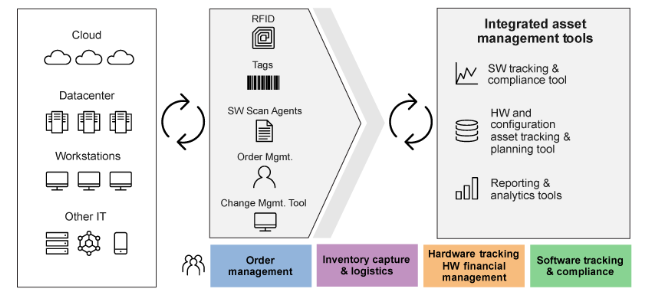 Cloud
Datacenter
Workstations
Other IT
RFID
Tags
SW Scan Agents
Order Mgmt.
Change Mgmt. Tool
Integrated asset
management tools
SW tracking &
compliance tool
HW and
configuration
asset tracking &
planning tool
Reporting &
analytics tools
Order
management
Inventory capture
& logistics
Hardware tracking
HW financial
management
Software tracking
& compliance